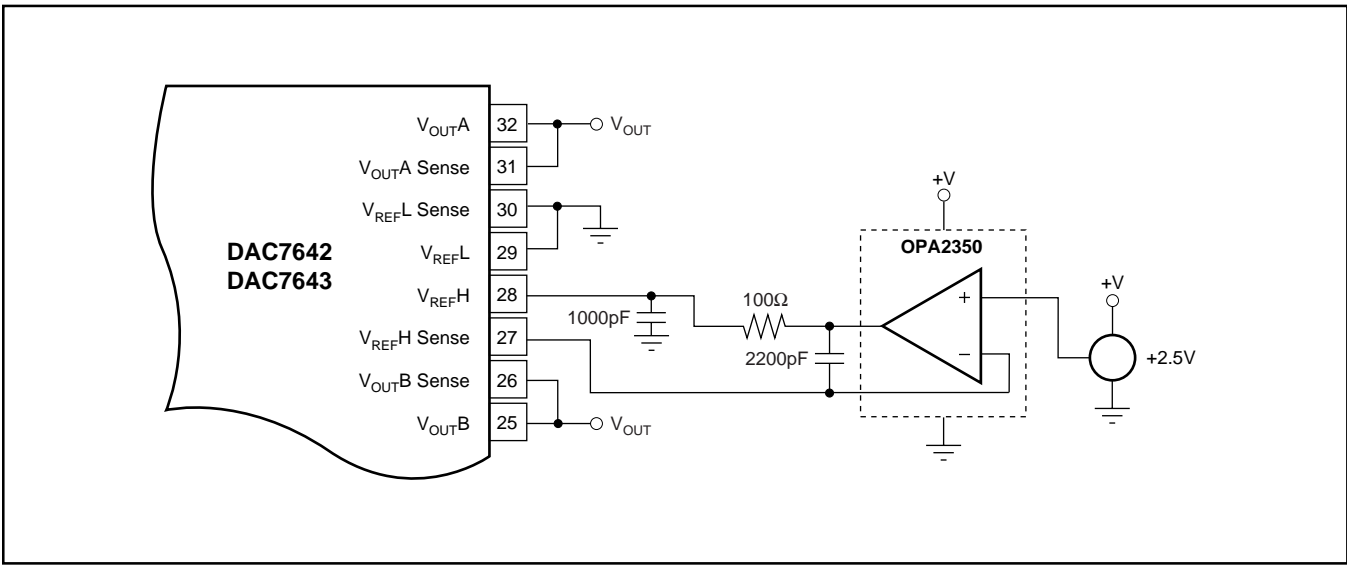 DAC7642
DAC7643
V_OUTA 32
V_OUTA Sense 31
V_REFL Sense 30
V_REFL 29
V_REFH 28
V_REFH Sense 27
V_OUTB Sense 26
V_OUTB 25
V_OUT
V_OUT
1000pF
100Ω
2200pF
+V
OPA2350
+
−
+V
+2.5V